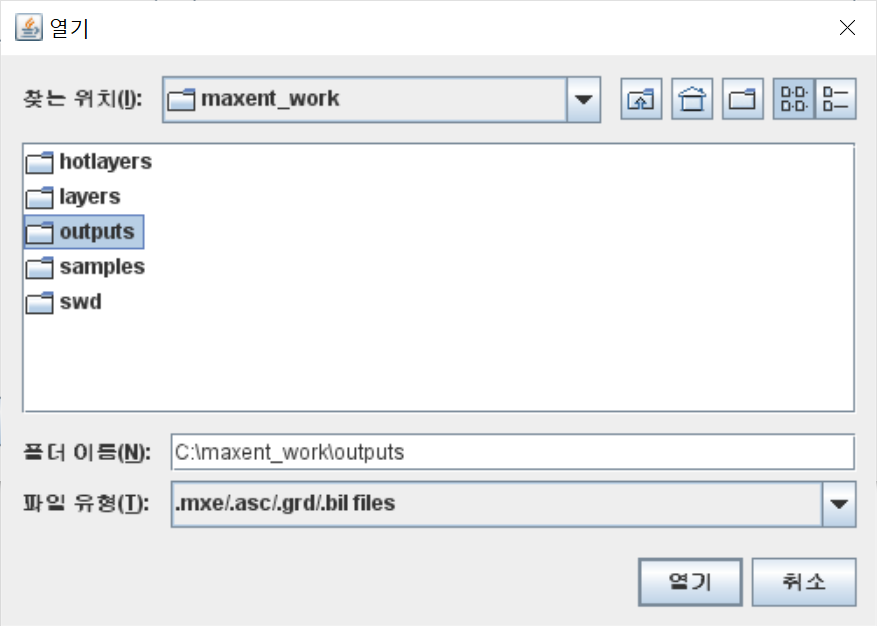 열기
찾는 위치(I): maxent_work
hotlayers
layers
outputs
samples
swd
폴더 이름(N): C:\maxent_work\outputs
파일 유형(T): .mxe/.asc/.grd/.bil files
열기 취소